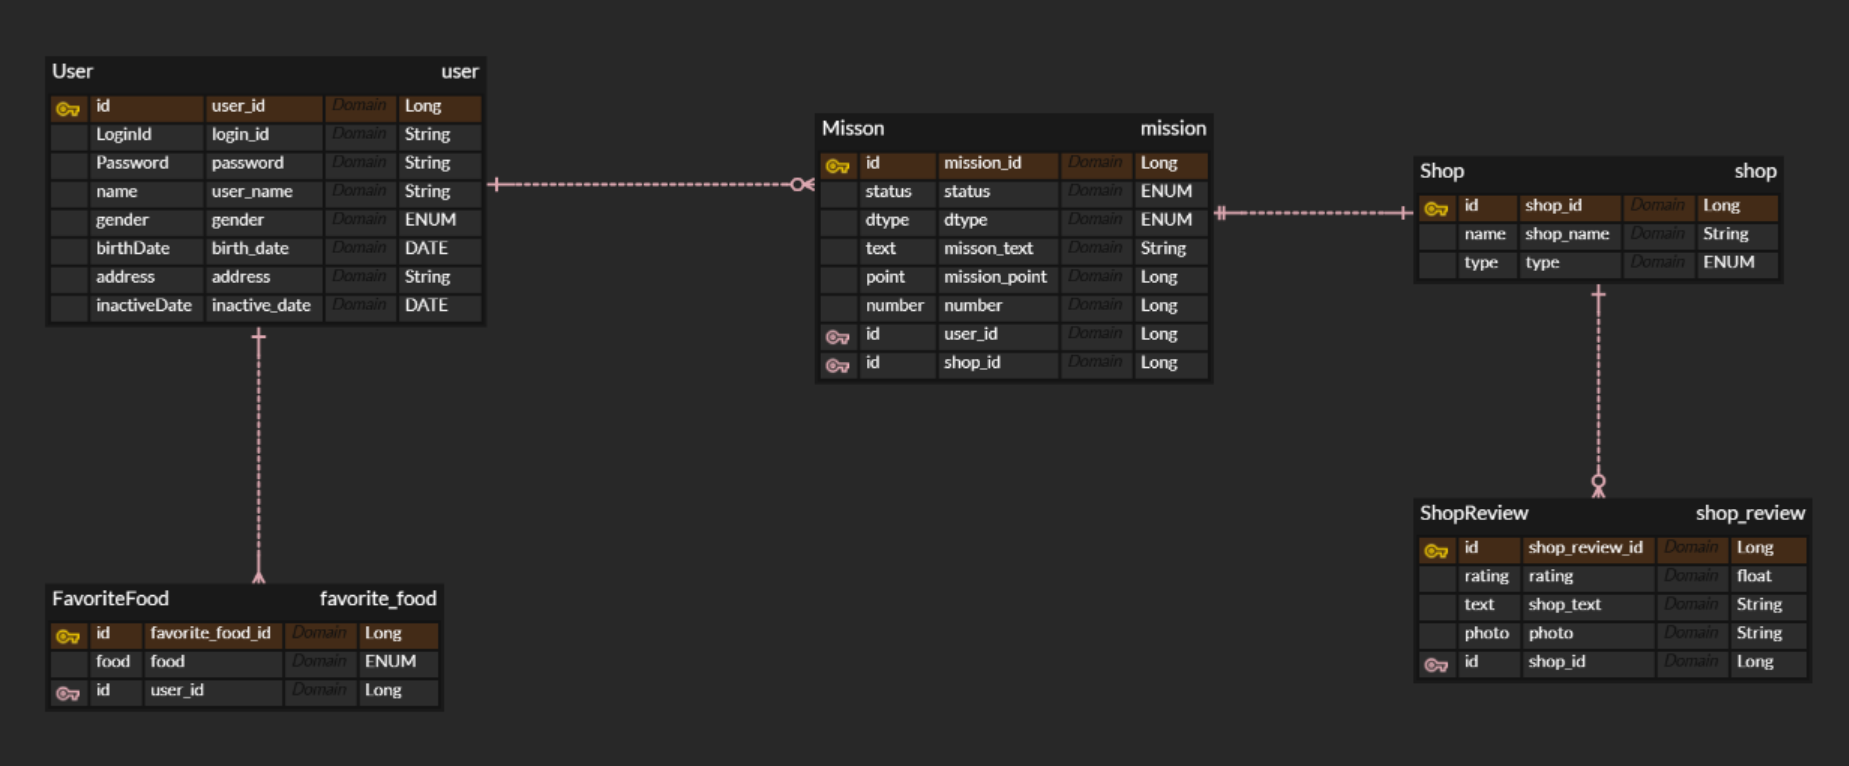 User user
id user_id Domain Long
LoginId login_id Domain String
Password password Domain String
name user_name Domain String
gender gender Domain ENUM
birthDate birth_date Domain DATE
address address Domain String
inactiveDate inactive_date Domain DATE
Misson mission
id mission_id Domain Long
status status Domain ENUM
dtype dtype Domain ENUM
text misson_text Domain String
point mission_point Domain Long
number number Domain Long
id user_id Domain Long
id shop_id Domain Long
Shop shop
id shop_id Domain Long
name shop_name Domain String
type type Domain ENUM
FavoriteFood favorite_food
id favorite_food_id Domain Long
food food Domain ENUM
id user_id Domain Long
ShopReview shop_review
id shop_review_id Domain Long
rating rating Domain float
text shop_text Domain String
photo photo Domain String
id shop_id Domain Long